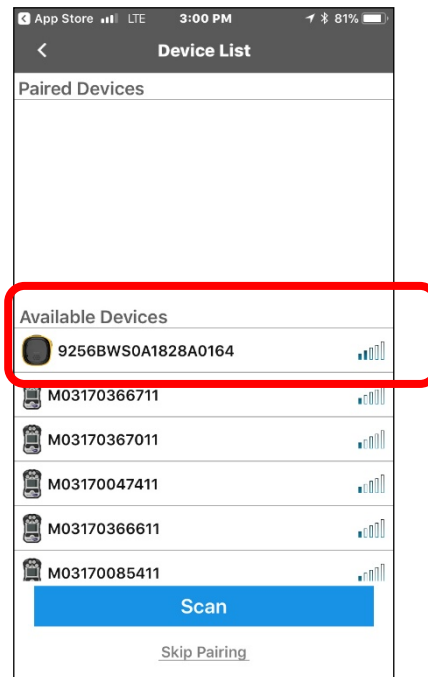 App Store LTE 3:00 PM 81%
Device List
Paired Devices
Available Devices
9256BWS0A1828A0164
M03170366711
M03170367011
M03170047411
M03170366611
M03170085411
Scan
Skip Pairing